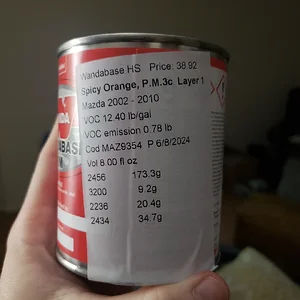 Wandabase HS Price: 38.92
Spicy Orange, P.M.3c Layer 1
Mazda 2002 - 2010
VOC 12.40 lb/gal
VOC emission 0.78 lb
Cod MAZ9354 P 6/8/2024
Vol 8.00 fl oz
2456 173.3g
3200 9.2g
2236 20.4g
2434 34.7g